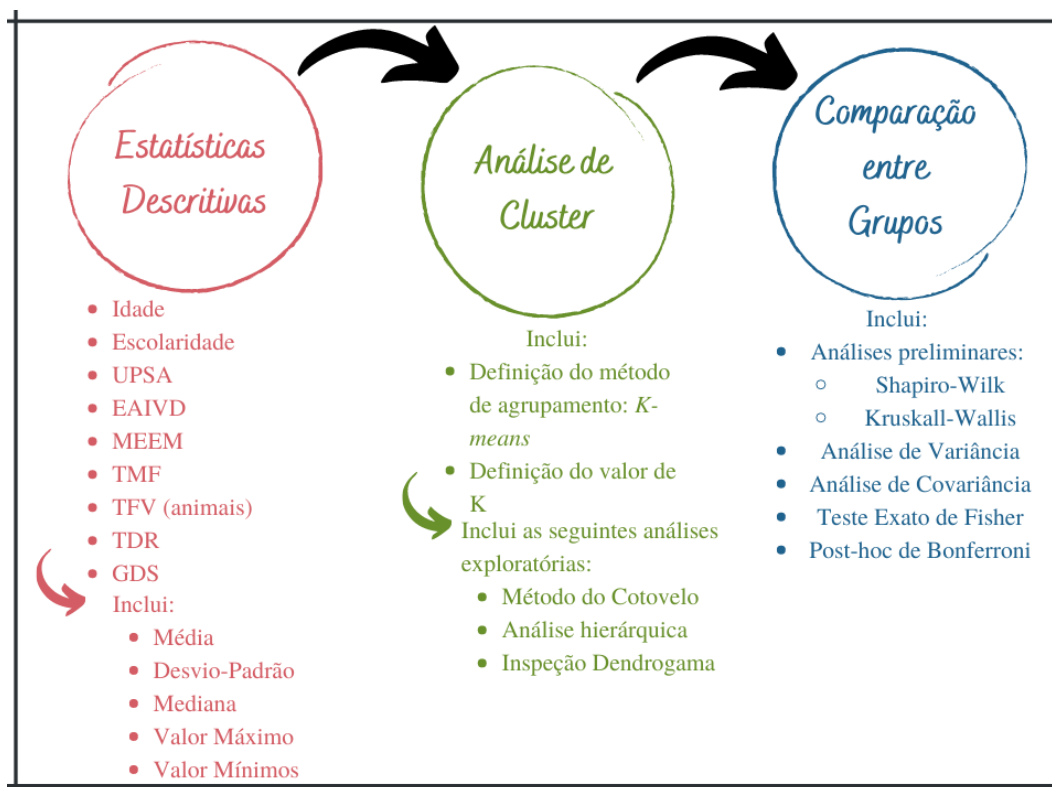 Estatísticas
Descritivas
Idade
Escolaridade
UPSA
EAIVD
MEEM
TMF
TFV (animais)
TDR
GDS
Inclui:
Média
Desvio-Padrão
Mediana
Valor Máximo
Valor Mínimos
Análise de
Cluster
Inclui:
Definição do método
de agrupamento: K-
means
Definição do valor de
K
Inclui as seguintes análises
exploratórias:
Método do Cotovelo
Análise hierárquica
Inspeção Dendrogama
Comparação
entre
Grupos
Inclui:
Análises preliminares:
Shapiro-Wilk
Kruskall-Wallis
Análise de Variância
Análise de Covariância
Teste Exato de Fisher
Post-hoc de Bonferroni